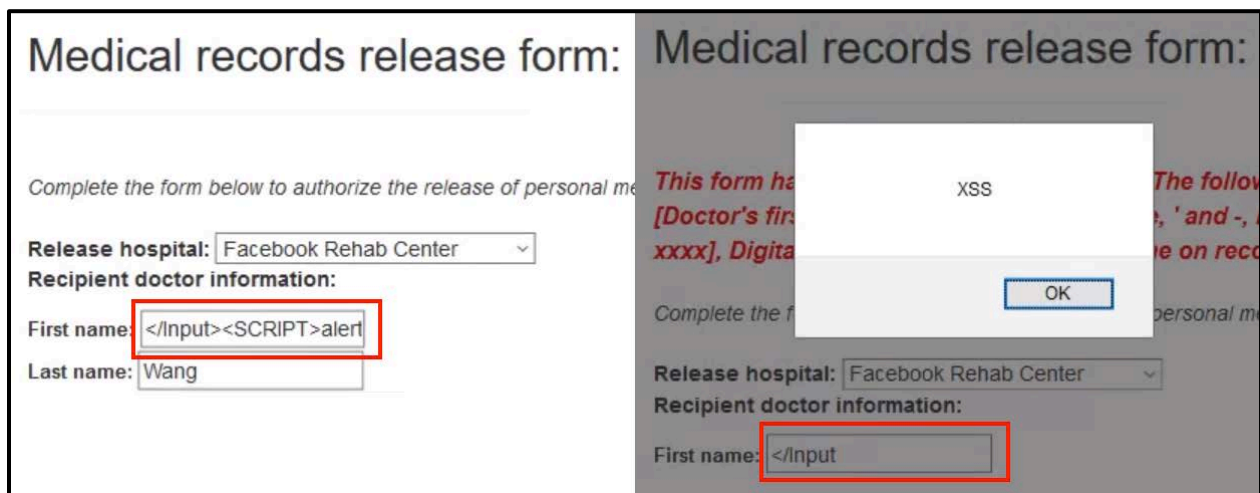 Medical records release form:
Complete the form below to authorize the release of personal me
Release hospital: Facebook Rehab Center
Recipient doctor information:
First name: </Input><SCRIPT>alert
Last name: Wang
Medical records release form:
This form ha The follow
[Doctor's firs , ' and -,
xxxx], Digita e on reco
XSS
OK
Complete the f personal me
Release hospital: Facebook Rehab Center
Recipient doctor information:
First name: </Input